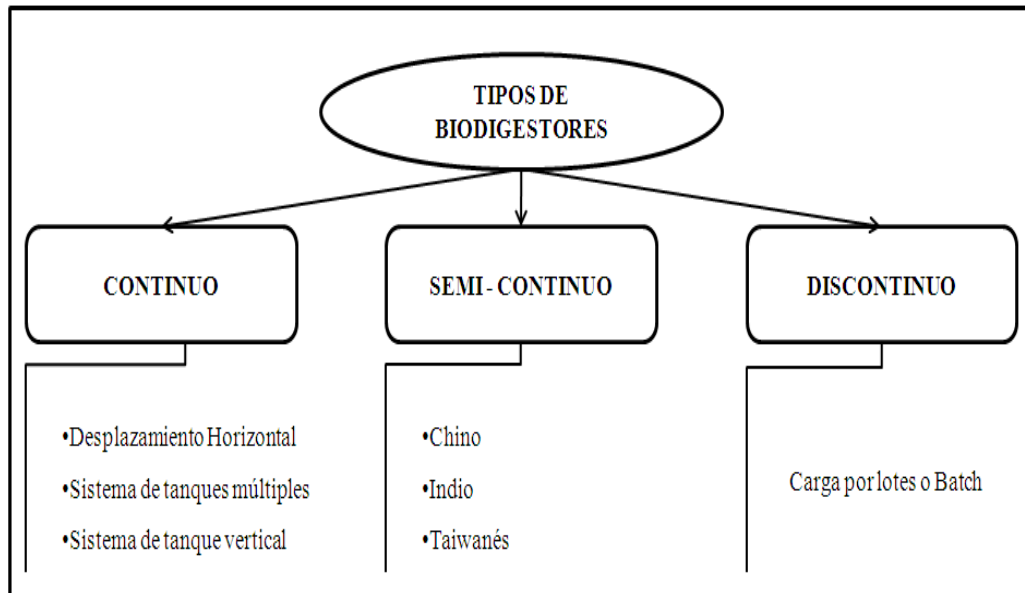 TIPOS DE
BIODIGESTORES
CONTINUO
SEMI - CONTINUO
DISCONTINUO
•Desplazamiento Horizontal
•Sistema de tanques múltiples
•Sistema de tanque vertical
•Chino
•Indio
•Taiwanés
Carga por lotes o Batch